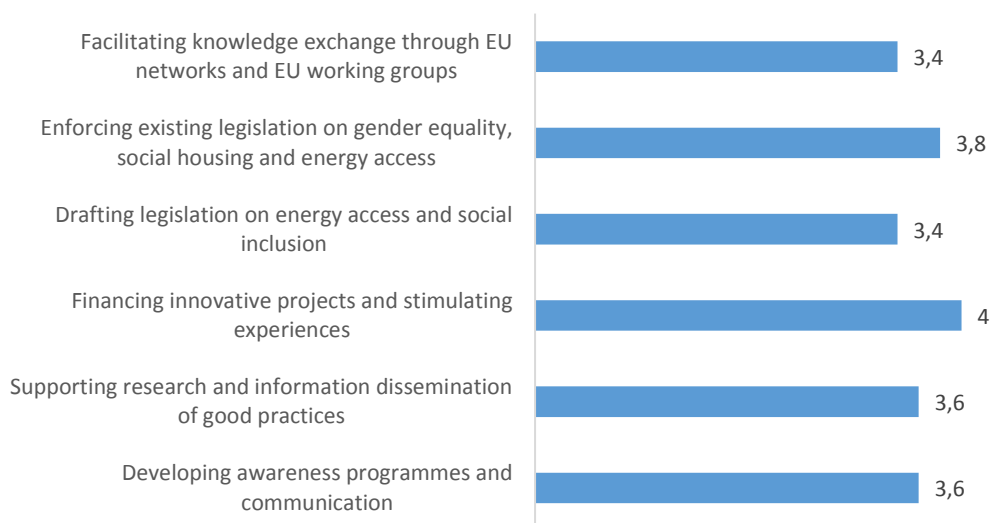 Facilitating knowledge exchange through EU
networks and EU working groups
3,4
Enforcing existing legislation on gender equality,
social housing and energy access
3,8
Drafting legislation on energy access and social
inclusion
3,4
Financing innovative projects and stimulating
experiences
4
Supporting research and information dissemination
of good practices
3,6
Developing awareness programmes and
communication
3,6